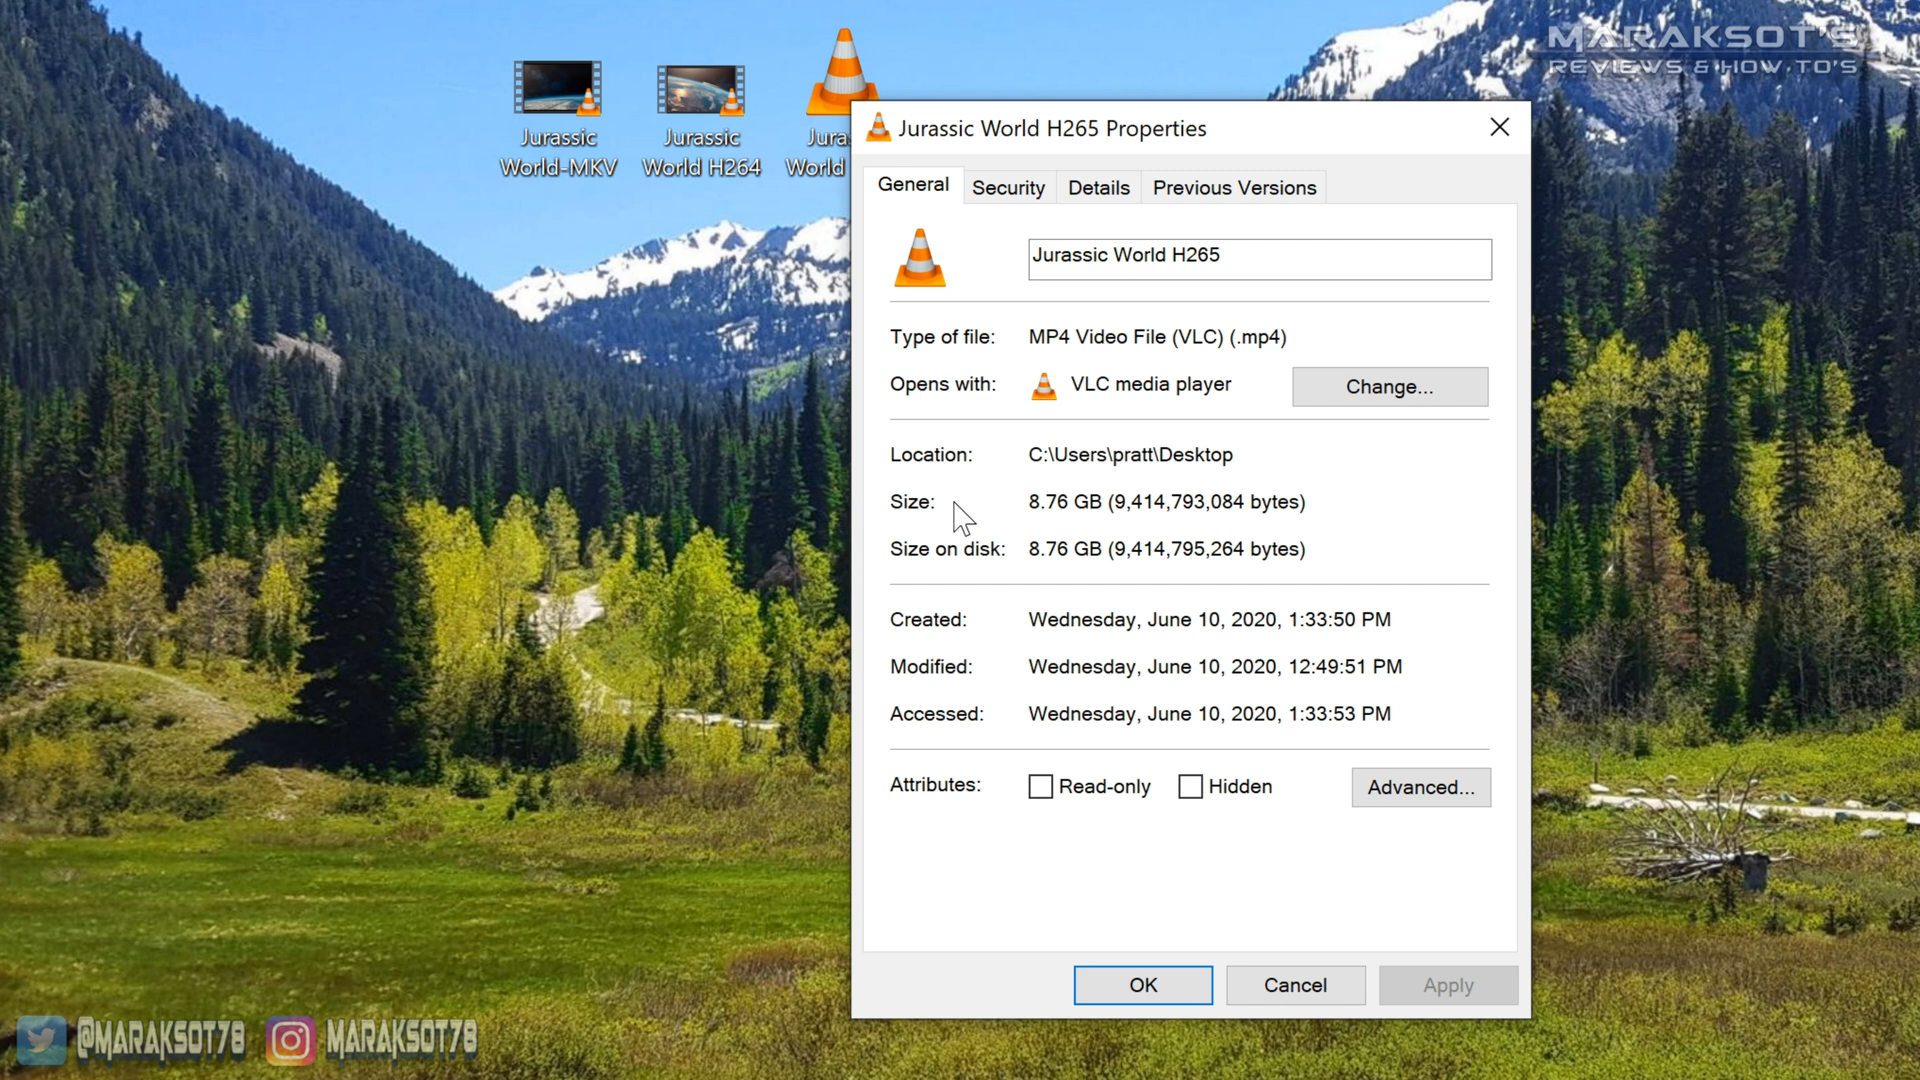 MARAKSOT'S
REVIEWS & HOW-TO'S
Jurassic
World-MKV
Jurassic
World H264
Jura
World
Jurassic World H265 Properties
General
Security
Details
Previous Versions
Jurassic World H265
Type of file: MP4 Video File (VLC) (.mp4)
Opens with: VLC media player
Change...
Location: C:\Users\pratt\Desktop
Size: 8.76 GB (9,414,793,084 bytes)
Size on disk: 8.76 GB (9,414,795,264 bytes)
Created: Wednesday, June 10, 2020, 1:33:50 PM
Modified: Wednesday, June 10, 2020, 12:49:51 PM
Accessed: Wednesday, June 10, 2020, 1:33:53 PM
Attributes: Read-only Hidden
Advanced...
OK
Cancel
Apply
@MARAKSOT78
MARAKSOT78